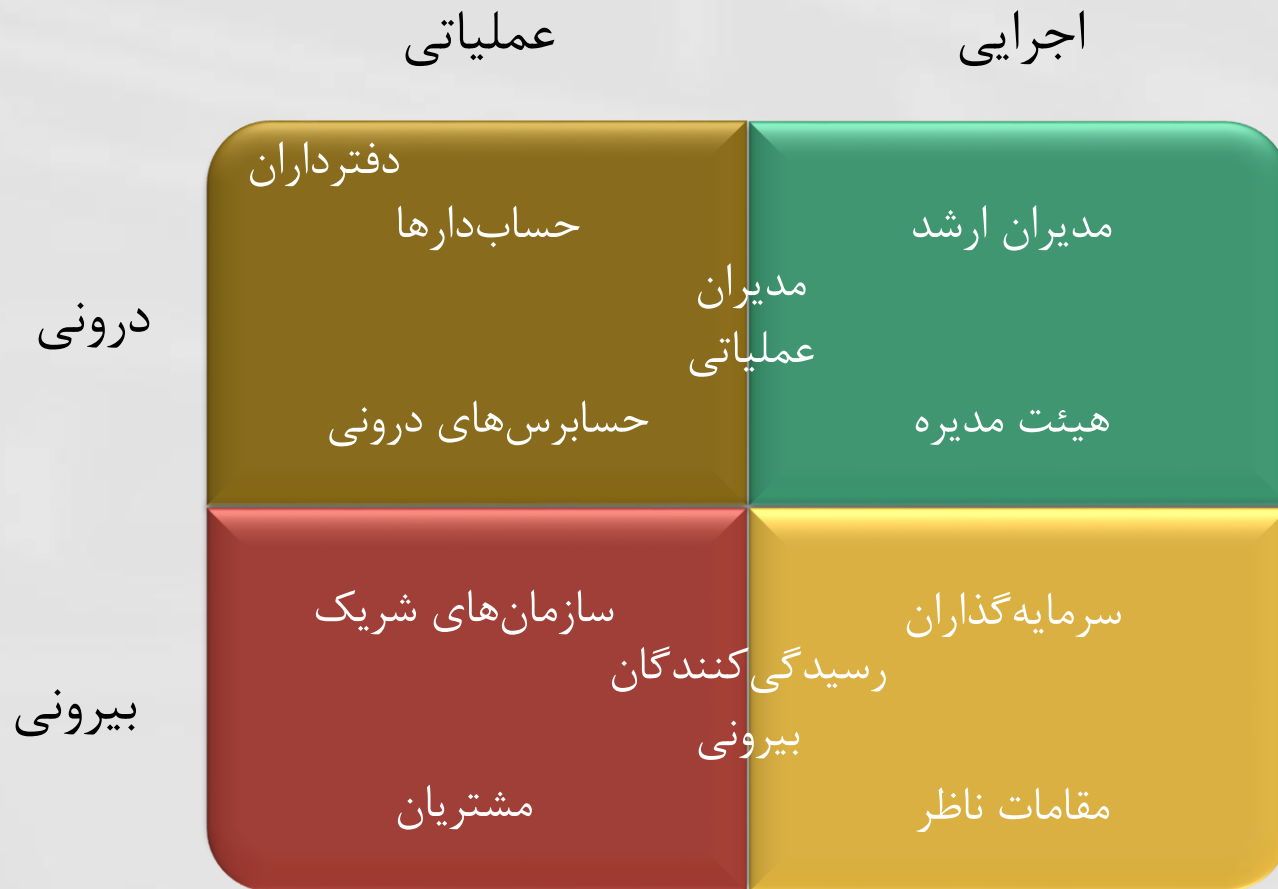 اجرایی
عملیاتی
درونی
دفترداران
حساب‌دارها
مدیران ارشد
مدیران
عملیاتی
حسابرس‌های درونی
هیئت مدیره
بیرونی
سازمان‌های شریک
سرمایه‌گذاران
رسیدگی‌کنندگان
بیرونی
مشتریان
مقامات ناظر